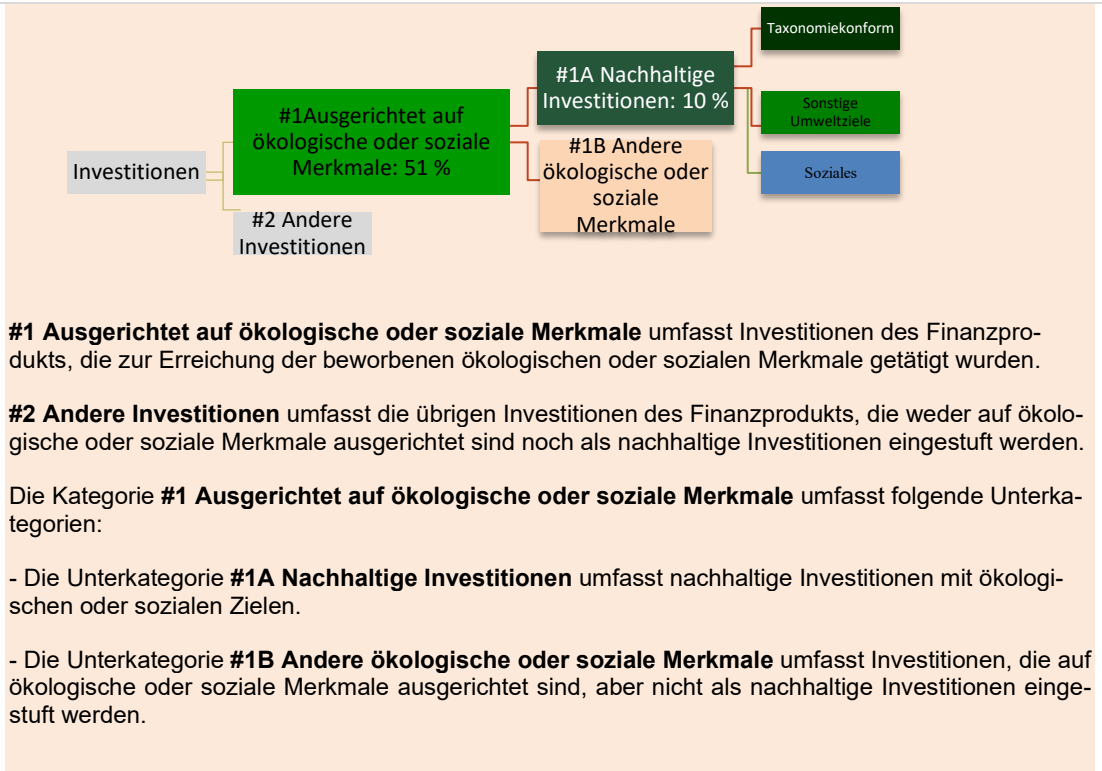 Taxonomiekonform
#1A Nachhaltige
Investitionen: 10 %
Sonstige
Umweltziele
#1Ausgerichtet auf
ökologische oder soziale
Merkmale: 51 %
#1B Andere
ökologische oder
soziale
Merkmale
Soziales
Investitionen
#2 Andere
Investitionen
#1 Ausgerichtet auf ökologische oder soziale Merkmale umfasst Investitionen des Finanzpro-
dukts, die zur Erreichung der beworbenen ökologischen oder sozialen Merkmale getätigt wurden.
#2 Andere Investitionen umfasst die übrigen Investitionen des Finanzprodukts, die weder auf ökolo-
gische oder soziale Merkmale ausgerichtet sind noch als nachhaltige Investitionen eingestuft werden.
Die Kategorie #1 Ausgerichtet auf ökologische oder soziale Merkmale umfasst folgende Unterka-
tegorien:
- Die Unterkategorie #1A Nachhaltige Investitionen umfasst nachhaltige Investitionen mit ökologi-
schen oder sozialen Zielen.
- Die Unterkategorie #1B Andere ökologische oder soziale Merkmale umfasst Investitionen, die auf
ökologische oder soziale Merkmale ausgerichtet sind, aber nicht als nachhaltige Investitionen einge-
stuft werden.